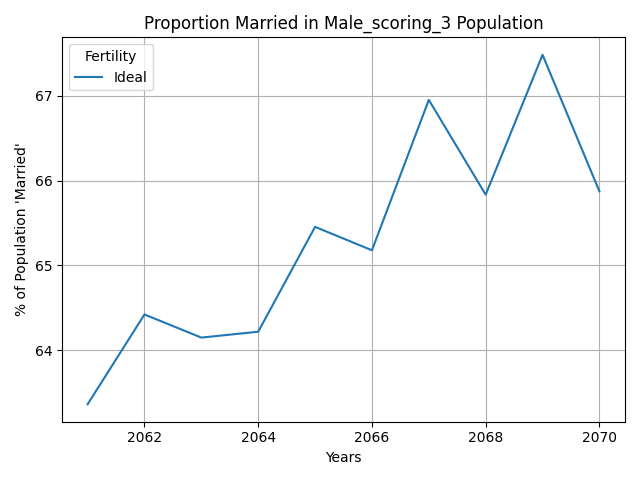 Proportion Married in Male_scoring_3 Population
Fertility
Ideal
% of Population 'Married'
67
66
65
64
2062
2064
2066
2068
2070
Years